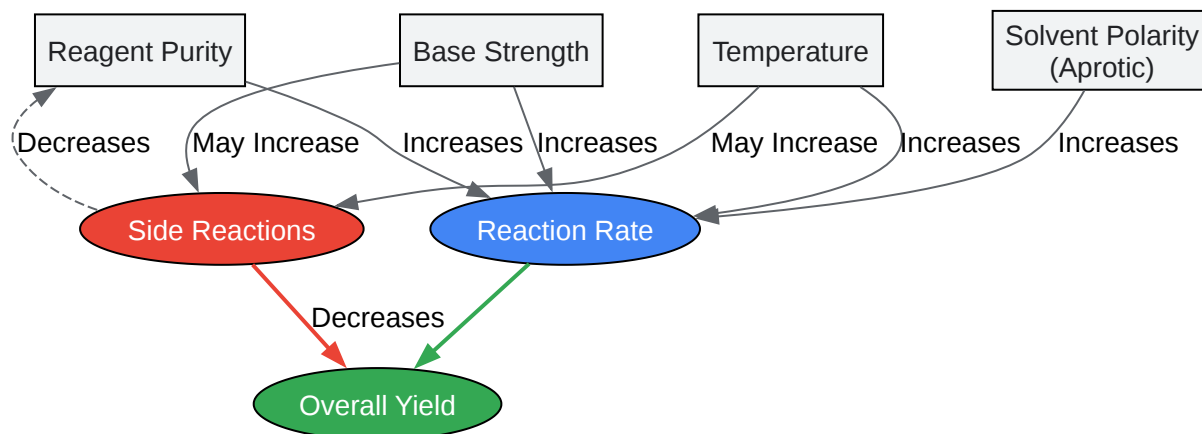 Reagent Purity
Base Strength
Temperature
Solvent Polarity
(Aprotic)
Decreases
May Increase
Increases
Increases
May Increase
Increases
Increases
Side Reactions
Reaction Rate
Decreases
Overall Yield